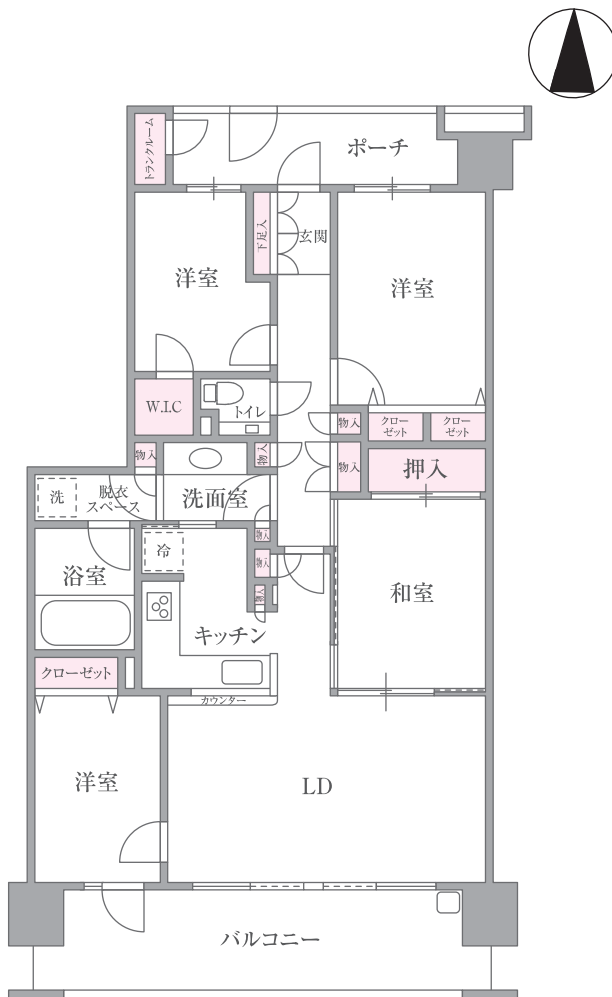 トランクルーム
ポーチ
下足入
玄関
洋室
洋室
W.I.C
トイレ
物入
クロー
ゼット
クロー
ゼット
物入
物入
物入
押入
洗
脱衣
スペース
洗面室
物入
冷
物入
浴室
和室
物入
キッチン
クローゼット
カウンター
洋室
LD
バルコニー